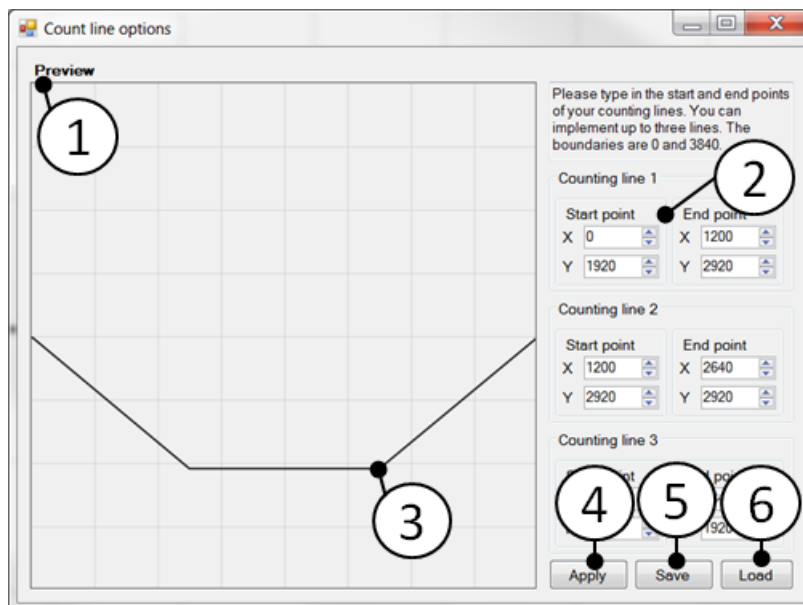 Count line options
Preview
Please type in the start and end points
of your counting lines. You can
implement up to three lines. The
boundaries are 0 and 3840.
1
2
Counting line 1
Start point End point
X 0 X 1200
Y 1920 Y 2920
Counting line 2
Start point End point
X 1200 X 2640
Y 2920 Y 2920
Counting line 3
3
4 5 6
1920
Apply Save Load